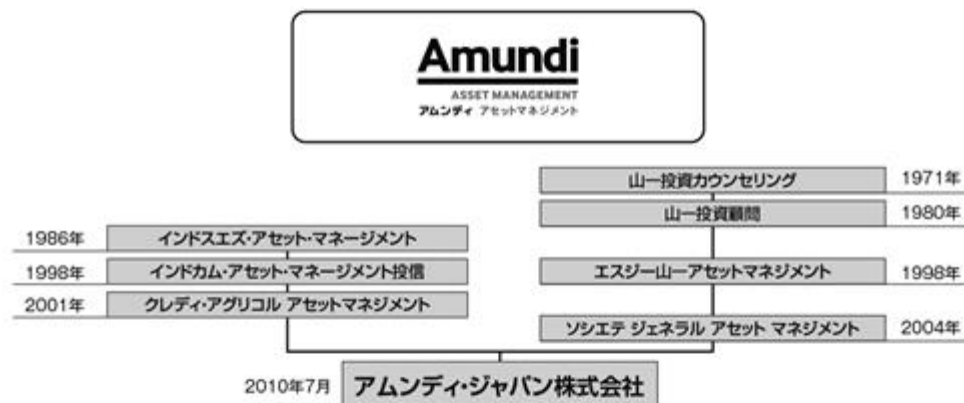 Amundi
ASSET MANAGEMENT
アムンディ アセットマネジメント
山一投資カウンセリング 1971年
山一投資顧問 1980年
1986年 インドスエズ・アセット・マネージメント
1998年 インドカム・アセット・マネージメント投信
エスジー山一アセットマネジメント 1998年
2001年 クレディ・アグリコル アセットマネジメント
ソシエテ ジェネラル アセット マネジメント 2004年
2010年7月 アムンディ・ジャパン株式会社